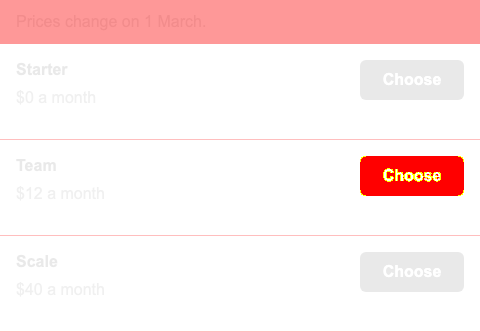 Prices change on 1 March.
Starter
Choose
$0 a month
Team
Choose
$12 a month
Scale
Choose
$40 a month